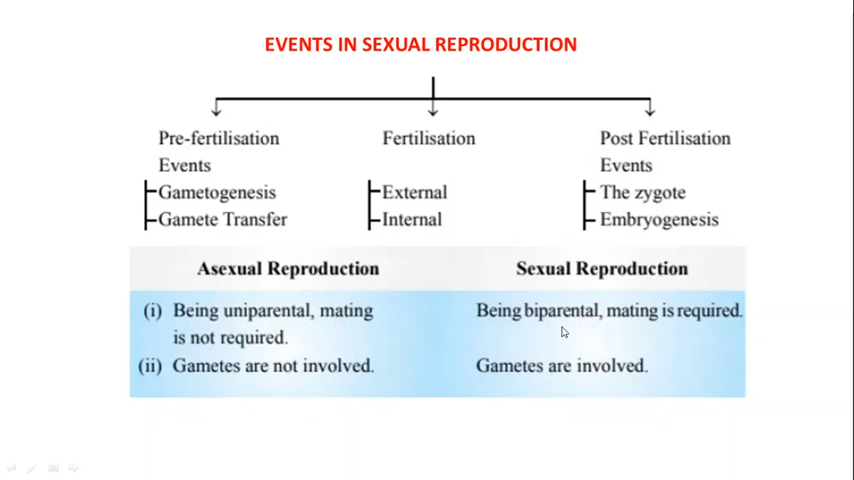 EVENTS IN SEXUAL REPRODUCTION
Pre-fertilisation
Events
Gametogenesis
Gamete Transfer
Fertilisation
External
Internal
Post Fertilisation
Events
The zygote
Embryogenesis
Asexual Reproduction
Sexual Reproduction
(i) Being uniparental, mating
is not required.
Being biparental, mating is required.
(ii) Gametes are not involved.
Gametes are involved.